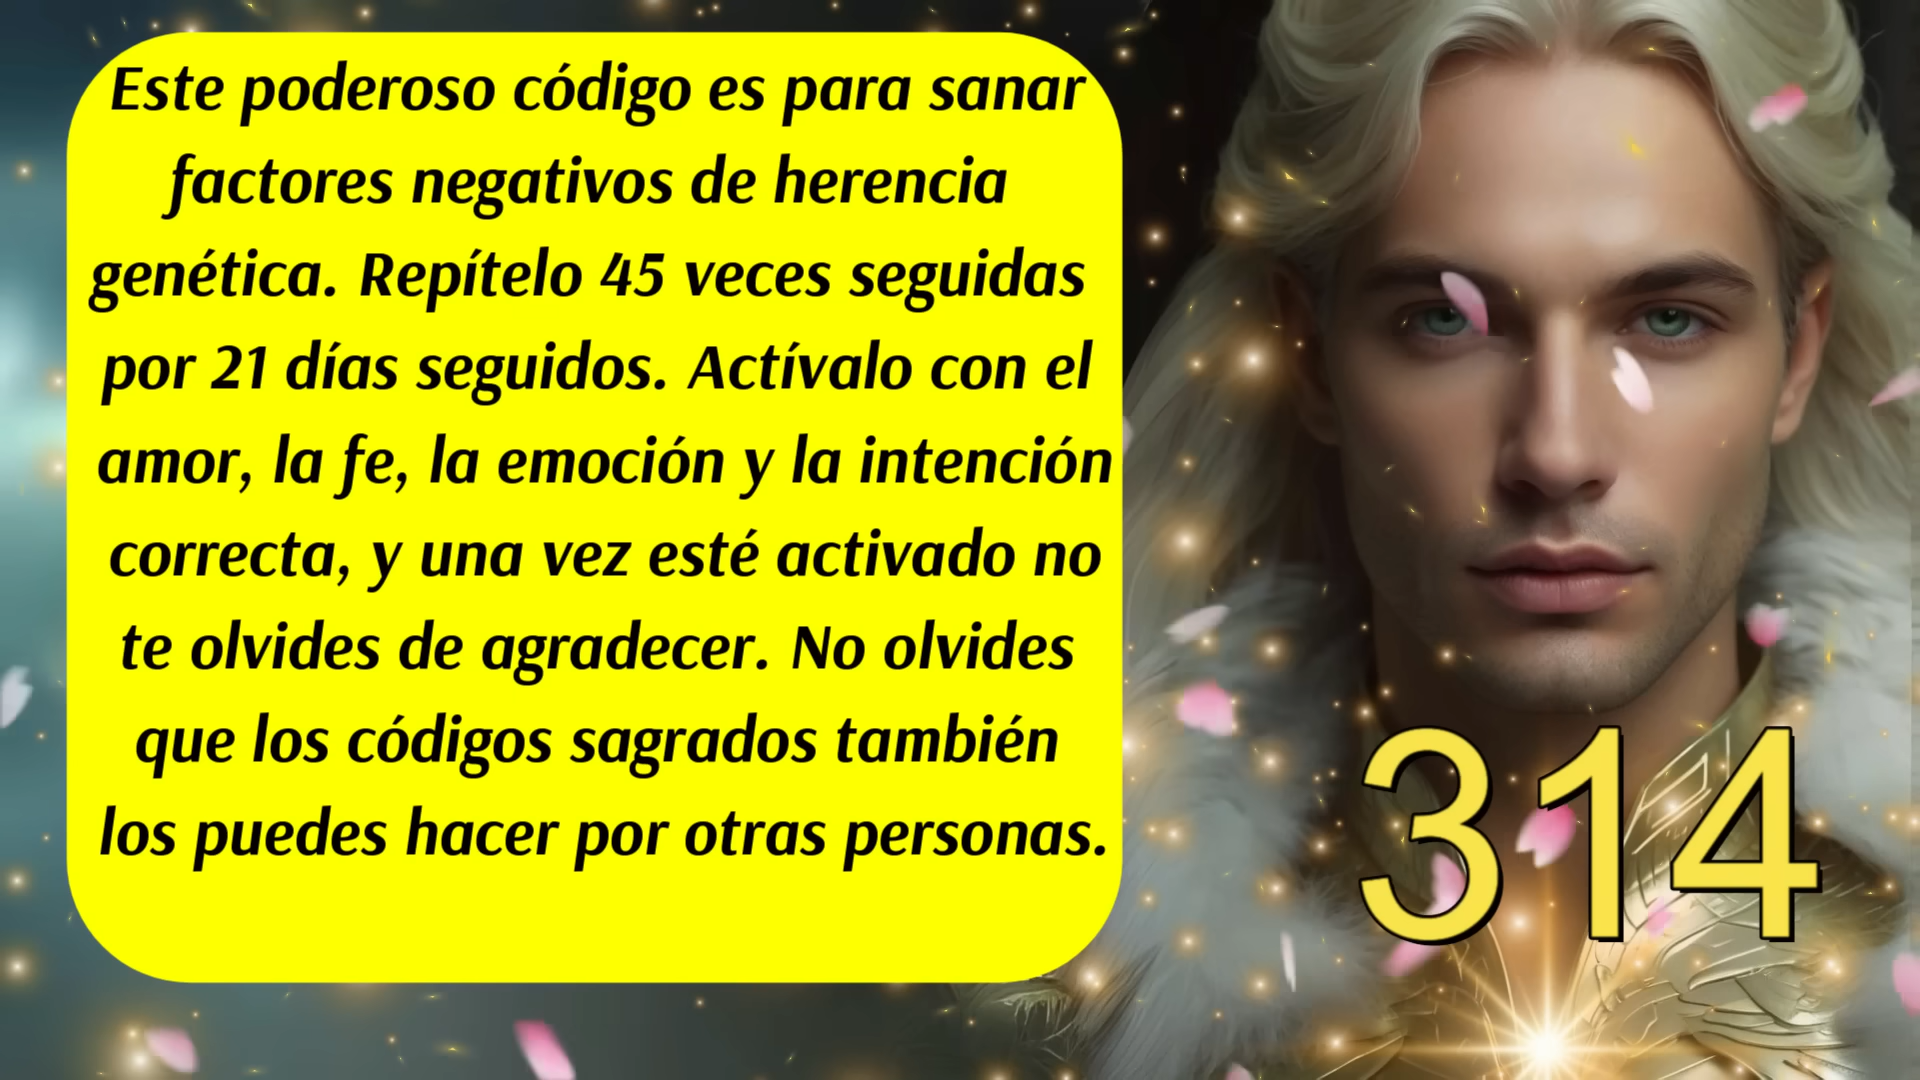 Este poderoso código es para sanar
factores negativos de herencia
genética. Repítelo 45 veces seguidas
por 21 días seguidos. Actívalo con el
amor, la fe, la emoción y la intención
correcta, y una vez esté activado no
te olvides de agradecer. No olvides
que los códigos sagrados también
los puedes hacer por otras personas.
314